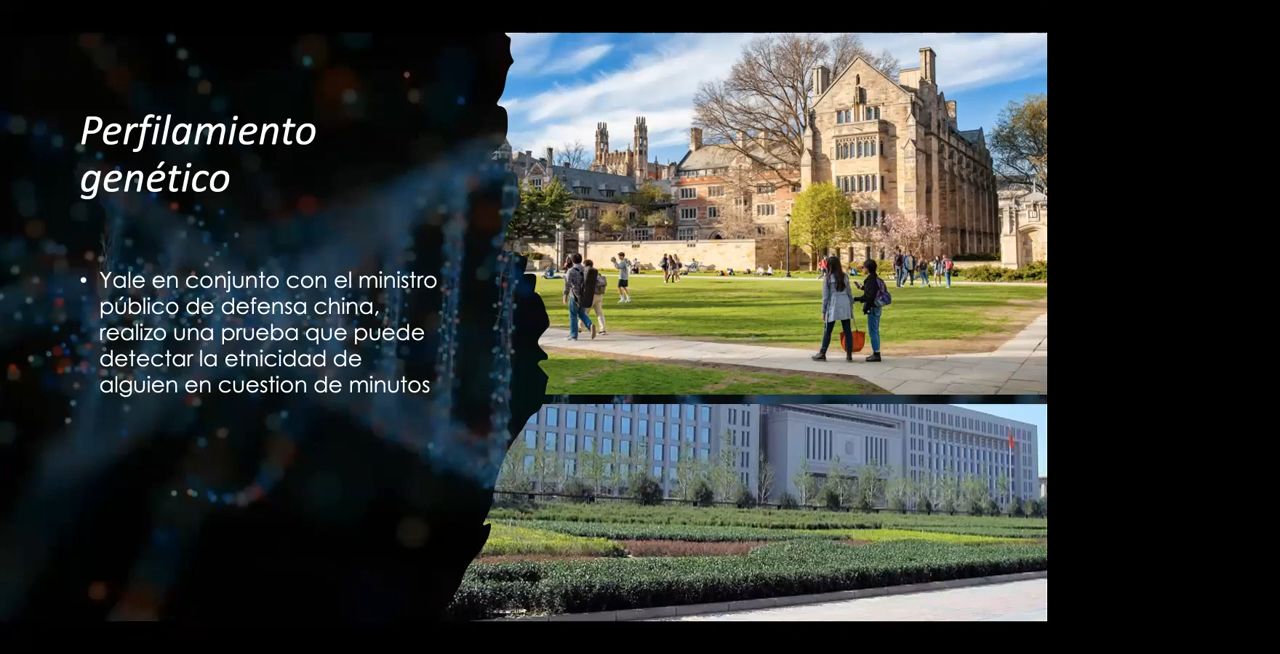 Perfilamiento
genético
• Yale en conjunto con el ministro
público de defensa china,
realizo una prueba que puede
detectar la etnicidad de
alguien en cuestion de minutos